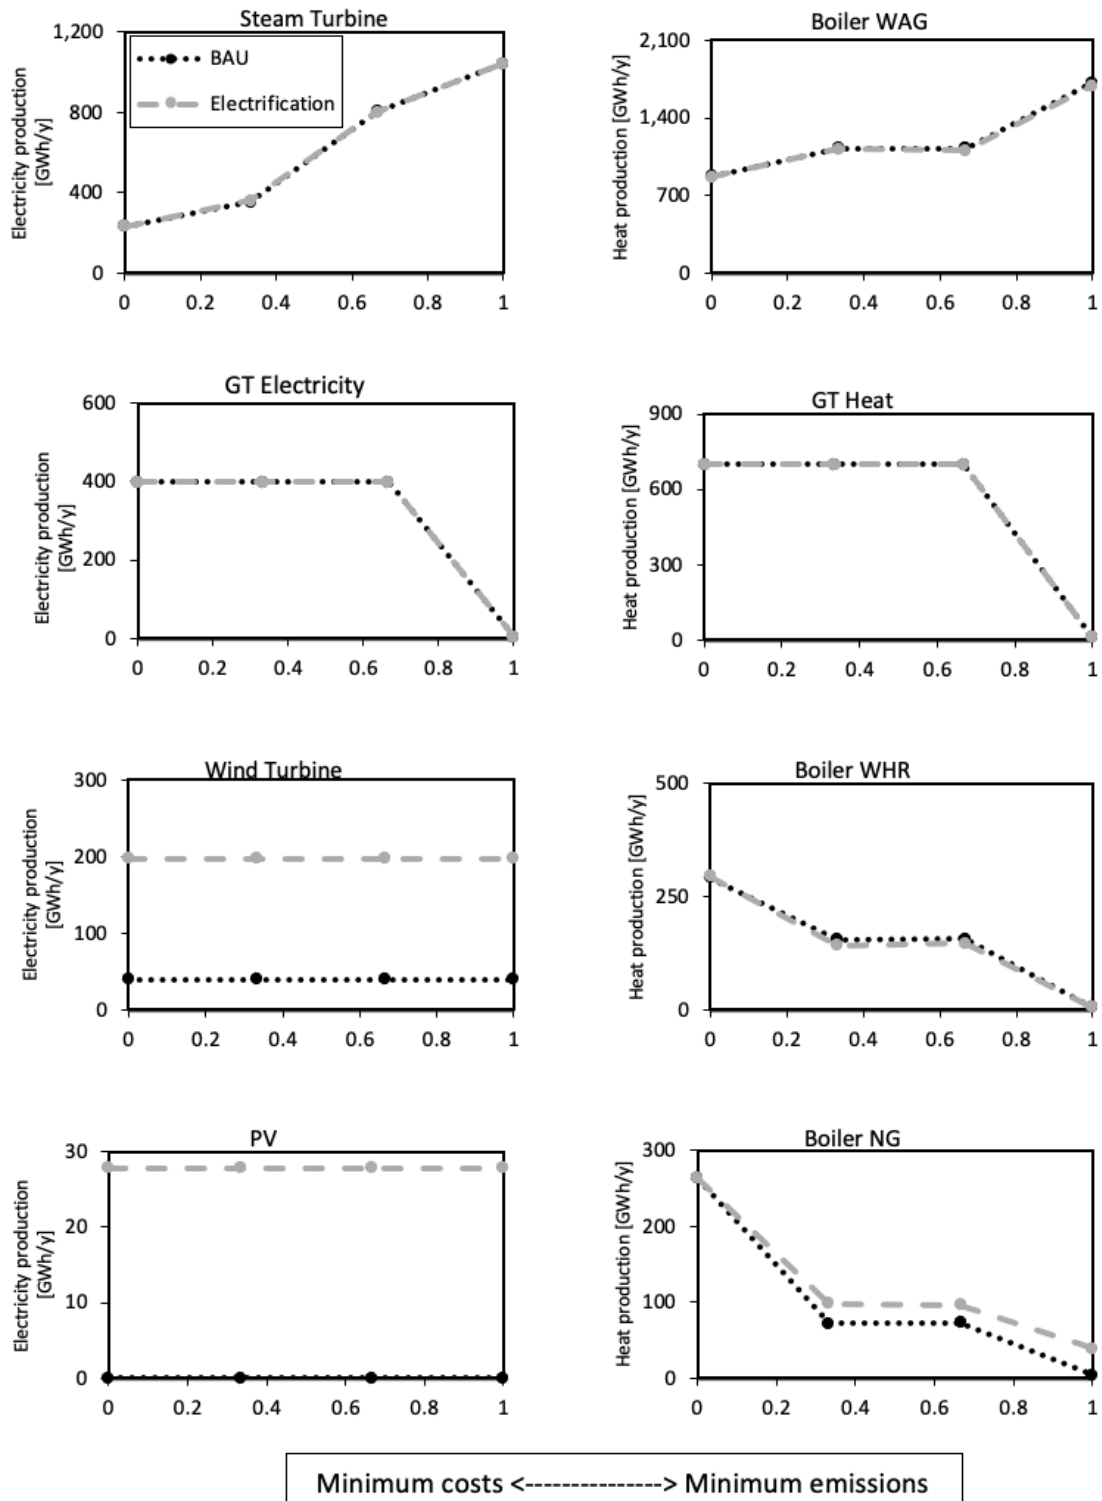 Steam Turbine
1,200
800
400
0
Electricity production
[GWh/y]
BAU
Electrification
0 0.2 0.4 0.6 0.8 1
Boiler WAG
2,100
1,400
700
0
Heat production [GWh/y]
0 0.2 0.4 0.6 0.8 1
GT Electricity
600
400
200
0
Electricity production
[GWh/y]
0 0.2 0.4 0.6 0.8 1
GT Heat
900
600
300
0
Heat production [GWh/y]
0 0.2 0.4 0.6 0.8 1
Wind Turbine
300
200
100
0
Electricity production
[GWh/y]
0 0.2 0.4 0.6 0.8 1
Boiler WHR
500
250
0
Heat production [GWh/y]
0 0.2 0.4 0.6 0.8 1
PV
30
20
10
0
Electricity production
[GWh/y]
0 0.2 0.4 0.6 0.8 1
Boiler NG
300
200
100
0
Heat production [GWh/y]
0 0.2 0.4 0.6 0.8 1
Minimum costs <--------------> Minimum emissions